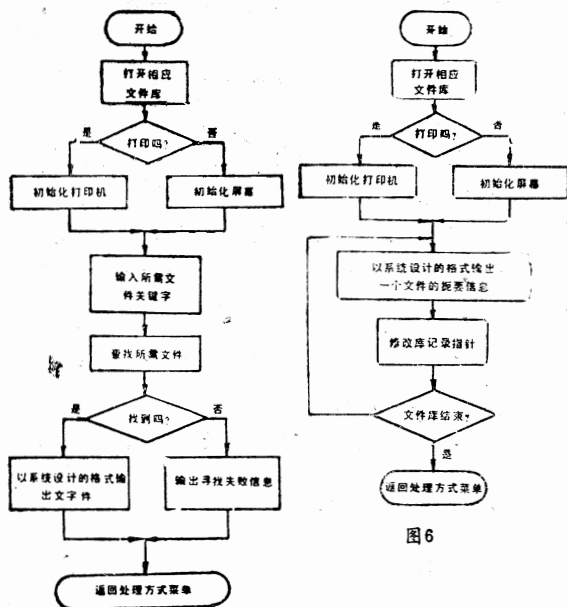 开始
打开相应
文件库
是
打印吗?
否
初始化打印机
初始化屏幕
输入所需文
件关键字
查找所需文件
是
找到吗?
否
以系统设计的格式输
出文字件
输出寻找失败信息
返回处理方式菜单
开始
打开相应
文件库
是
打印吗?
否
初始化打印机
初始化屏幕
以系统设计的格式输出
一个文件的扼要信息
修改库记录指针
文件库结束?
是
返回处理方式菜单
图6